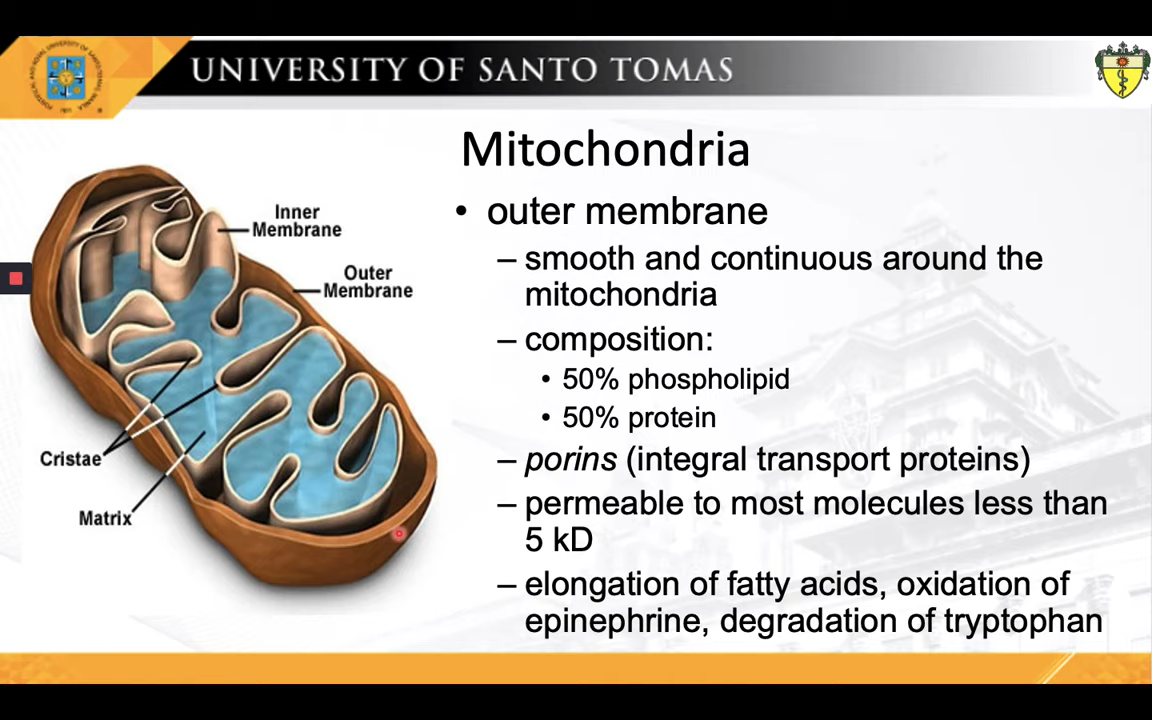 UNIVERSITY OF SANTO TOMAS
Mitochondria
Inner
Membrane
Outer
Membrane
Cristae
Matrix
• outer membrane
– smooth and continuous around the
mitochondria
– composition:
• 50% phospholipid
• 50% protein
– porins (integral transport proteins)
– permeable to most molecules less than
5 kD
– elongation of fatty acids, oxidation of
epinephrine, degradation of tryptophan